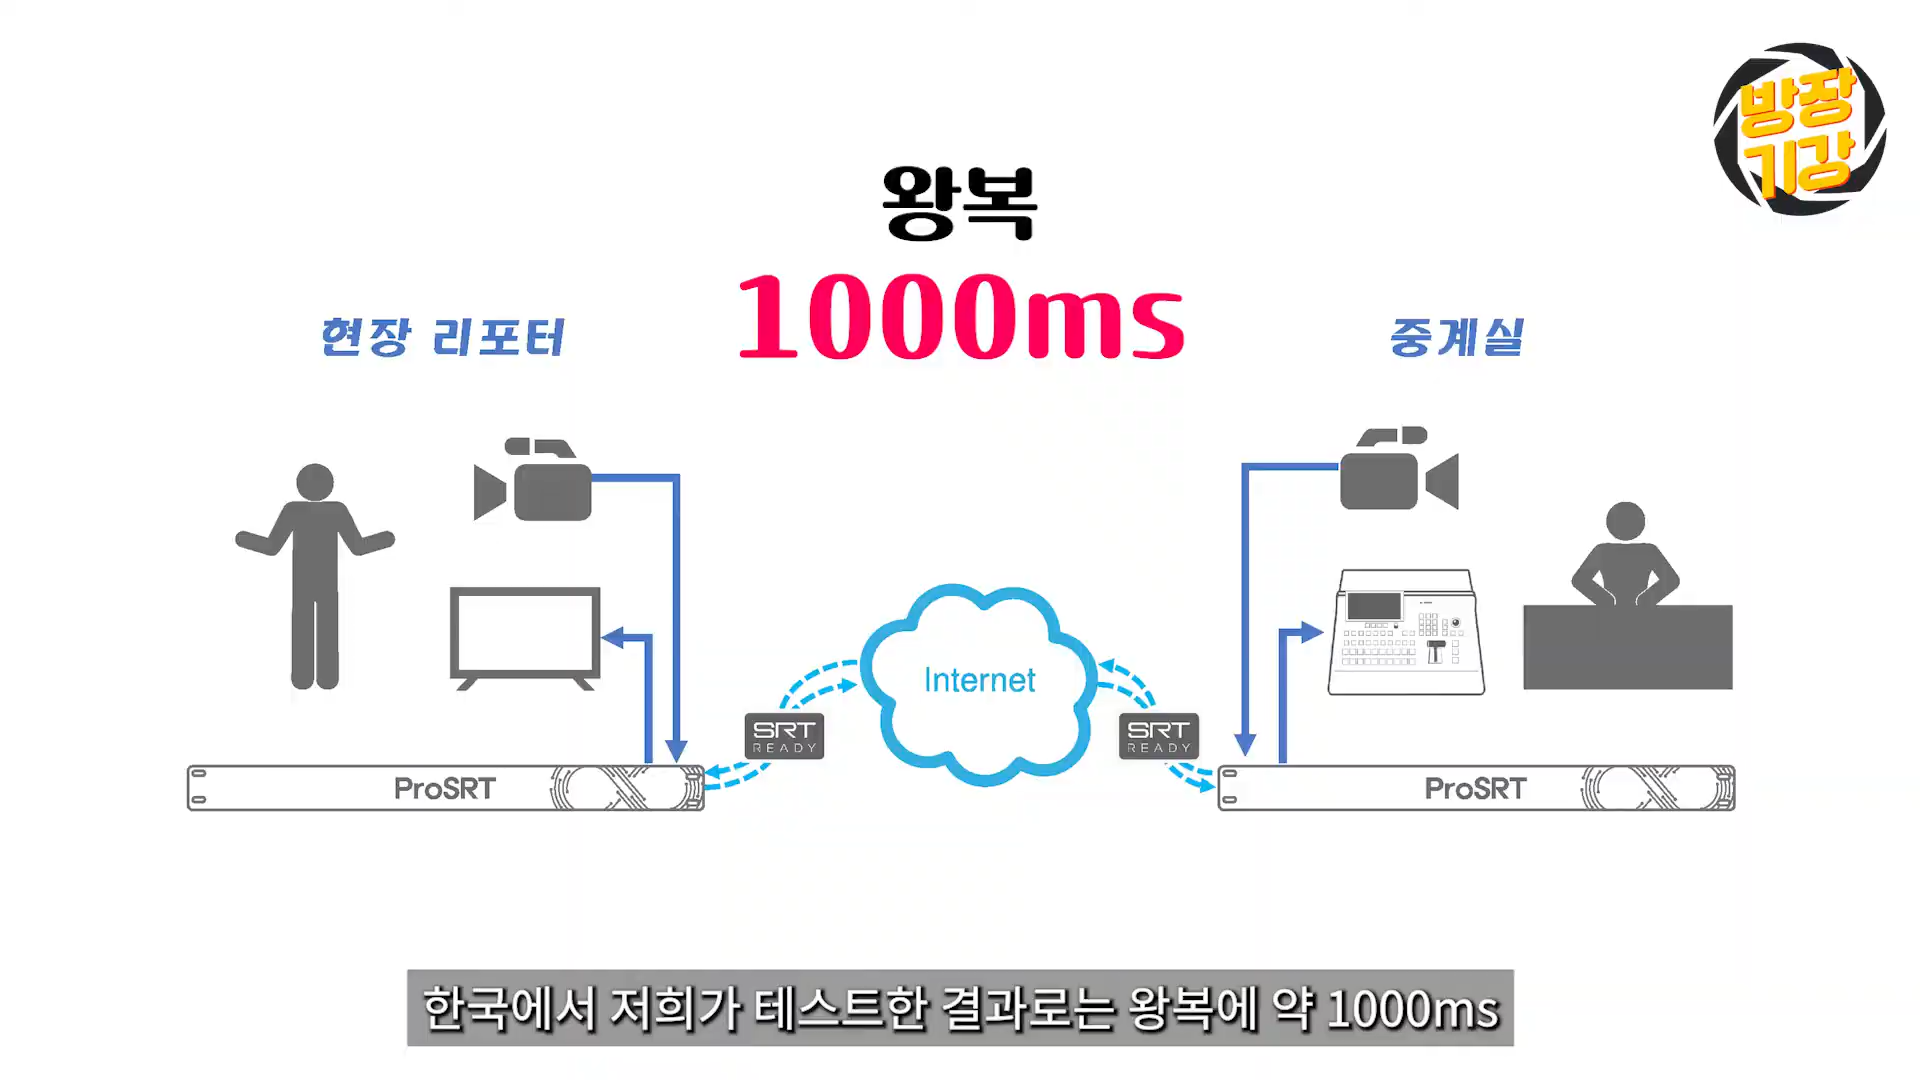 방장
기강
왕복
1000ms
현장 리포터
중계실
Internet
SRT
READY
SRT
READY
ProSRT
ProSRT
한국에서 저희가 테스트한 결과로는 왕복에 약 1000ms